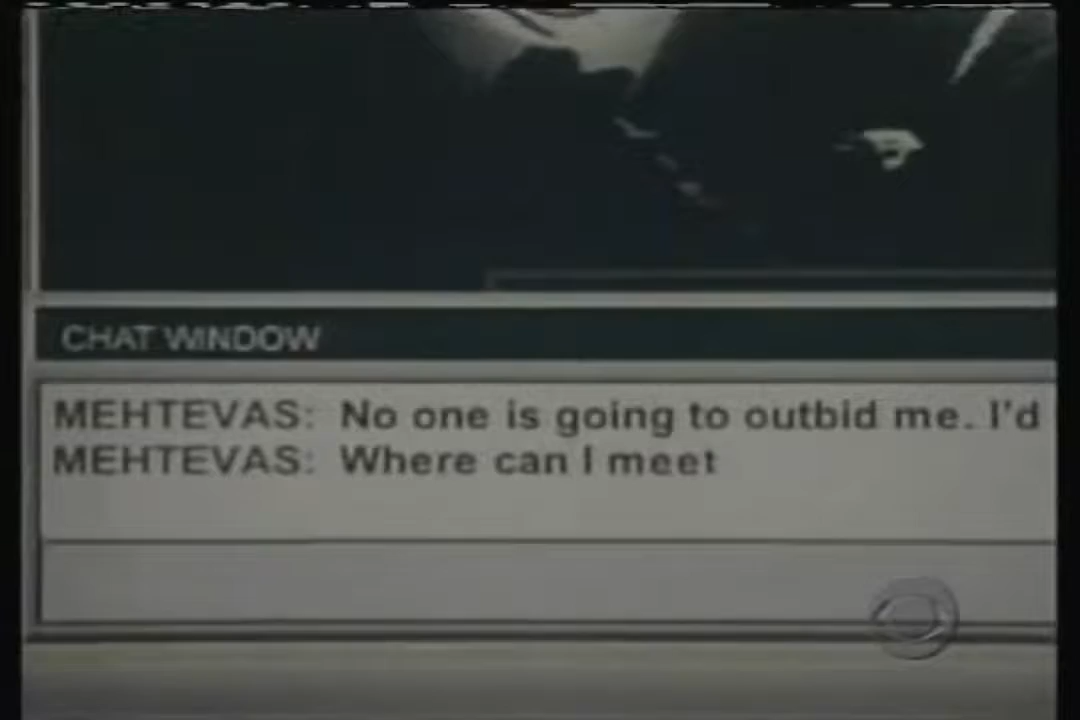 CHAT WINDOW
MEHTEVAS: No one is going to outbid me. I'd
MEHTEVAS: Where can I meet